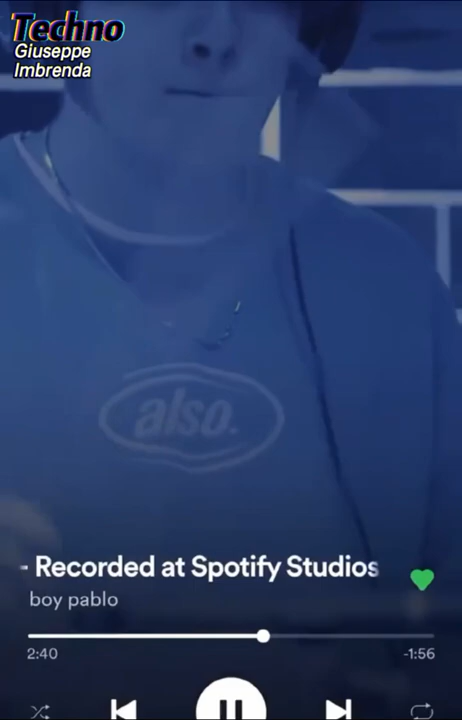 Techno
Giuseppe
Imbrenda
also.
- Recorded at Spotify Studios
boy pablo
2:40
-1:56